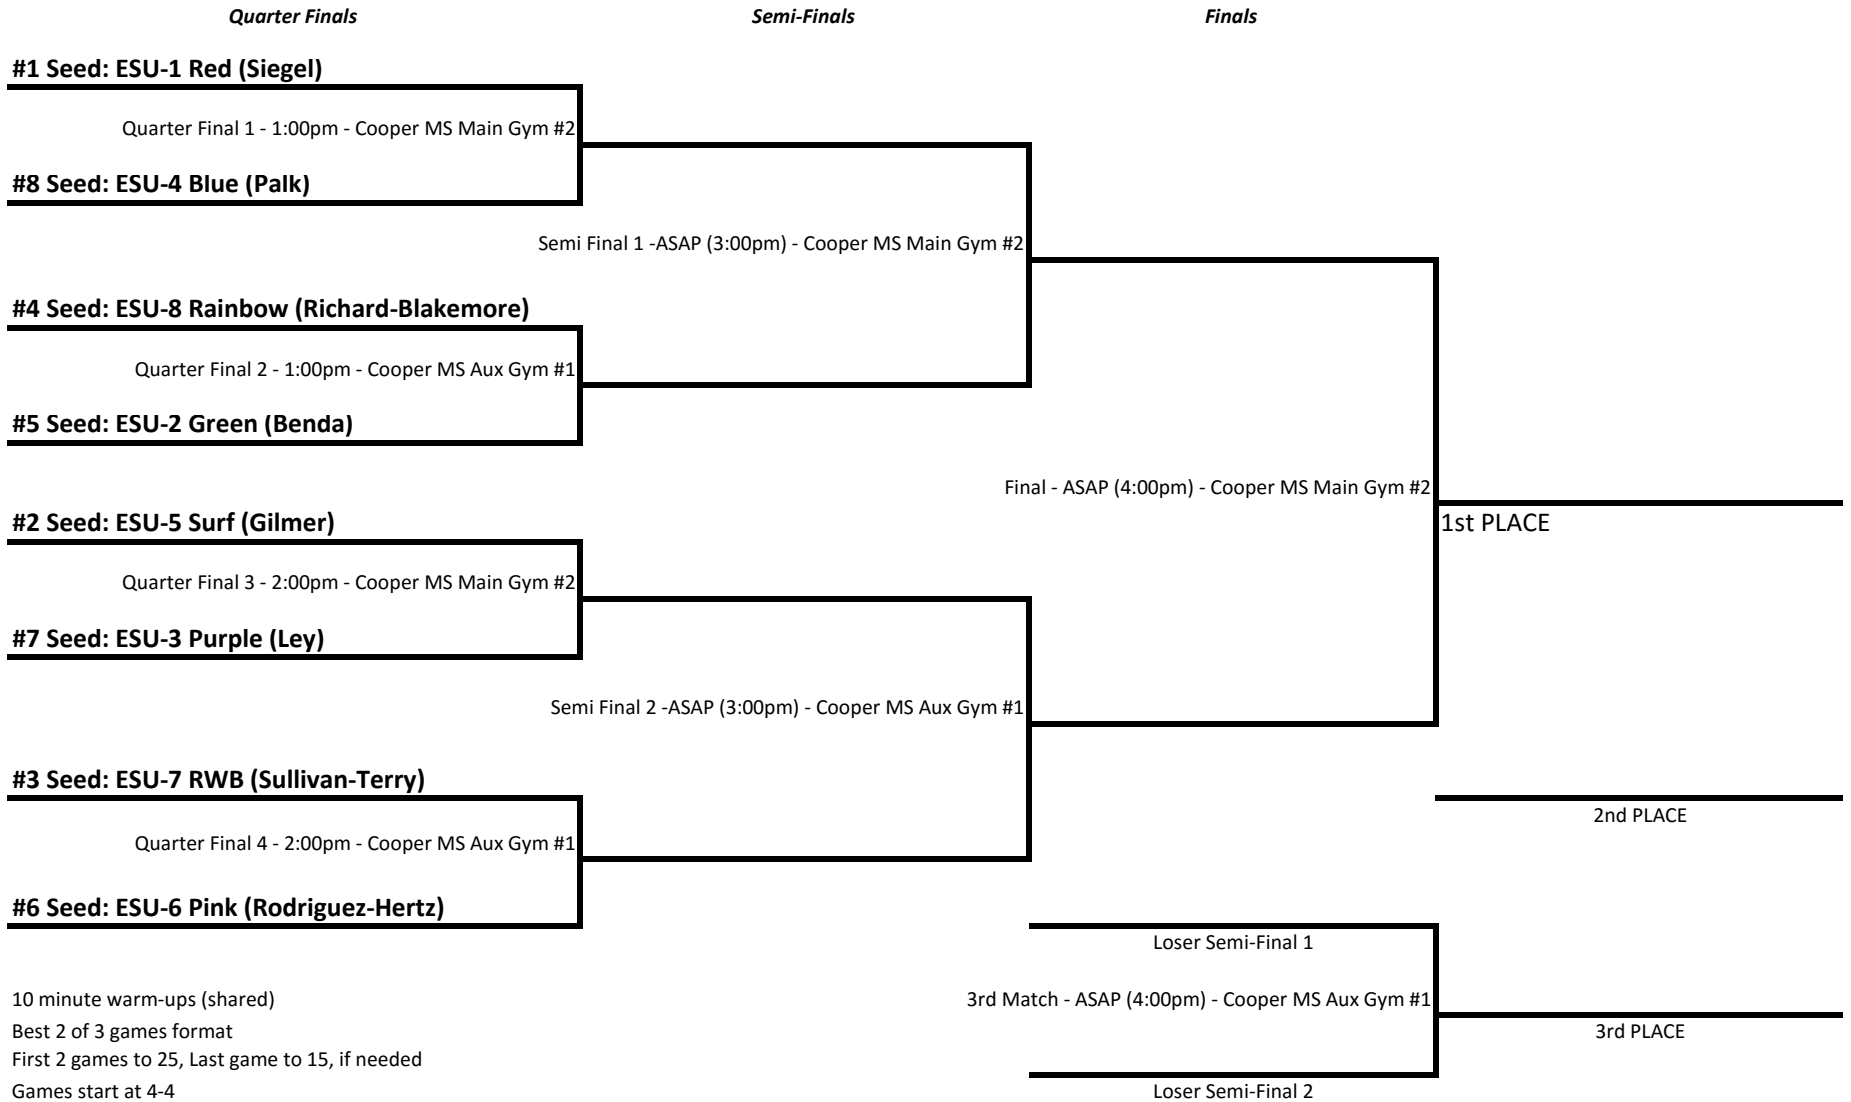 Quarter Finals
Semi-Finals
Finals
#1 Seed: ESU-1 Red (Siegel)
Quarter Final 1 - 1:00pm - Cooper MS Main Gym #2
#8 Seed: ESU-4 Blue (Palk)
Semi Final 1 -ASAP (3:00pm) - Cooper MS Main Gym #2
#4 Seed: ESU-8 Rainbow (Richard-Blakemore)
Quarter Final 2 - 1:00pm - Cooper MS Aux Gym #1
#5 Seed: ESU-2 Green (Benda)
Final - ASAP (4:00pm) - Cooper MS Main Gym #2
#2 Seed: ESU-5 Surf (Gilmer)
1st PLACE
Quarter Final 3 - 2:00pm - Cooper MS Main Gym #2
#7 Seed: ESU-3 Purple (Ley)
Semi Final 2 -ASAP (3:00pm) - Cooper MS Aux Gym #1
#3 Seed: ESU-7 RWB (Sullivan-Terry)
2nd PLACE
Quarter Final 4 - 2:00pm - Cooper MS Aux Gym #1
#6 Seed: ESU-6 Pink (Rodriguez-Hertz)
Loser Semi-Final 1
10 minute warm-ups (shared)
3rd Match - ASAP (4:00pm) - Cooper MS Aux Gym #1
Best 2 of 3 games format
3rd PLACE
First 2 games to 25, Last game to 15, if needed
Games start at 4-4
Loser Semi-Final 2